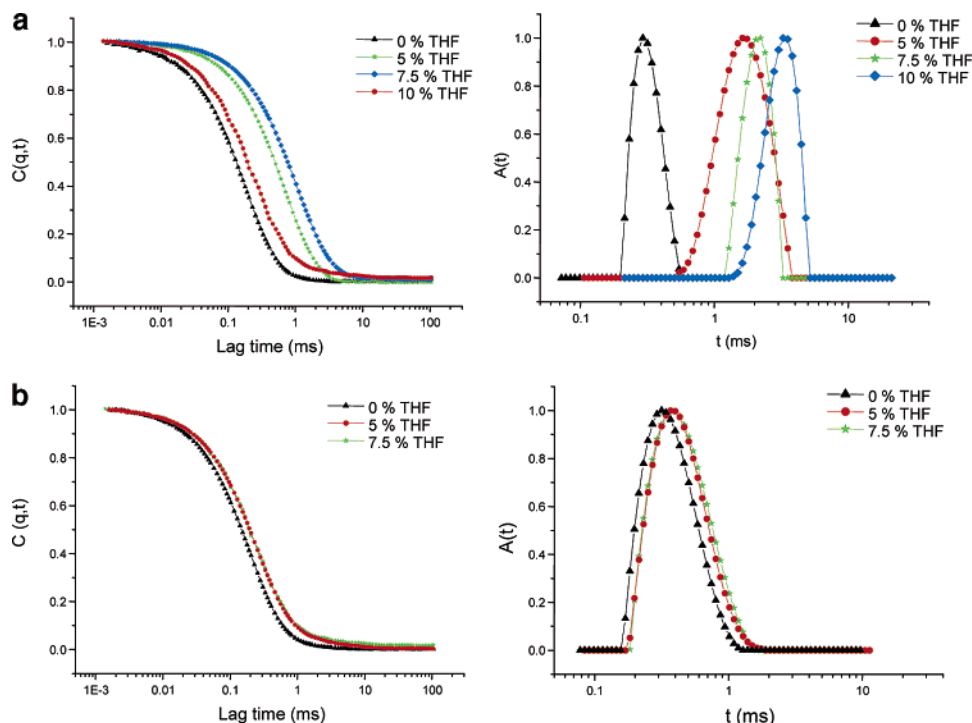 a
C(q,t)
1.0
0.8
0.6
0.4
0.2
0.0
0 % THF
5 % THF
7.5 % THF
10 % THF
1E-3
0.01
0.1
1
10
100
Lag time (ms)
A(t)
1.0
0.8
0.6
0.4
0.2
0.0
0 % THF
5 % THF
7.5 % THF
10 % THF
0.1
1
10
t (ms)
b
C (q,t)
1.0
0.8
0.6
0.4
0.2
0.0
0 % THF
5 % THF
7.5 % THF
1E-3
0.01
0.1
1
10
100
Lag time (ms)
A(t)
1.0
0.8
0.6
0.4
0.2
0.0
0 % THF
5 % THF
7.5 % THF
0.1
1
10
t (ms)